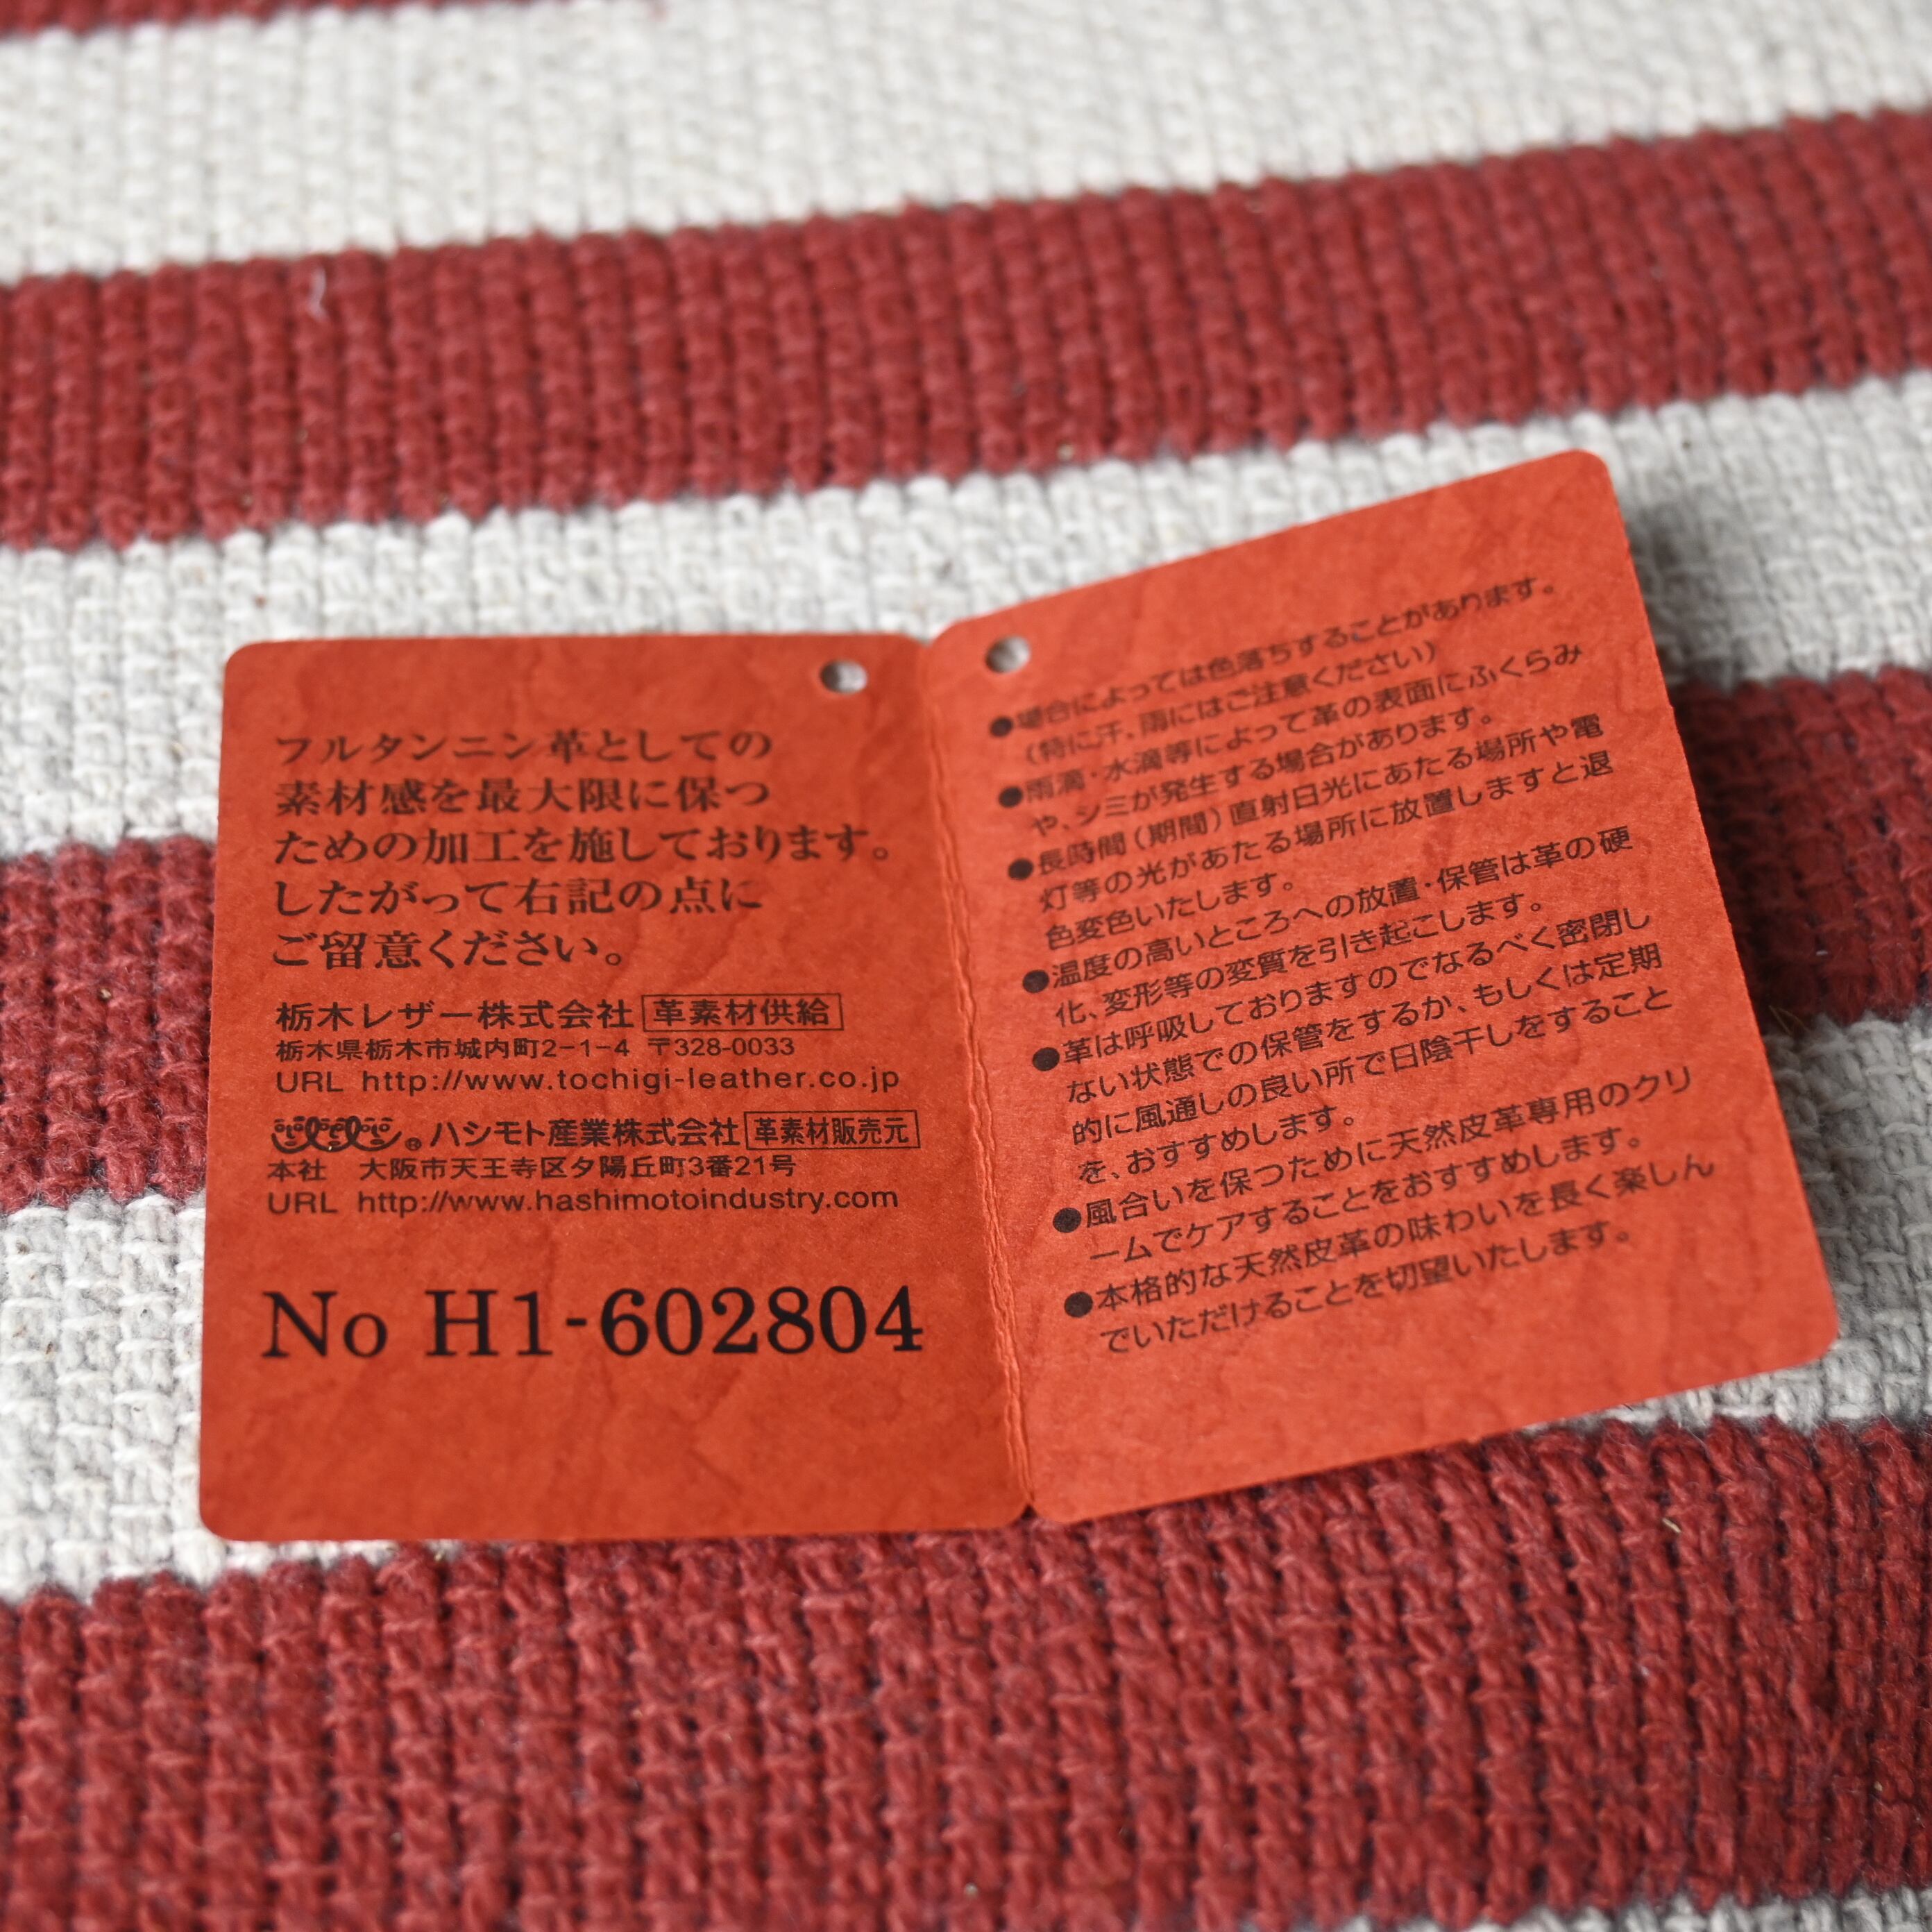 フルタンニン革としての
素材感を最大限に保つ
ための加工を施しております。
したがって右記の点に
ご留意ください。
栃木レザー株式会社 革素材供給
栃木県栃木市城内町2-1-4 〒328-0033
URL http://www.tochigi-leather.co.jp
® ハシモト産業株式会社 革素材販売元
本社 大阪市天王寺区夕陽丘町3番21号
URL http://www.hashimotoindustry.com
No H1-602804
●場合によっては色落ちすることがあります。
（特に汗、雨にはご注意ください）
●雨滴・水滴等によって革の表面にふくらみ
や、シミが発生する場合があります。
●長時間（期間）直射日光にあたる場所や電
灯等の光があたる場所に放置しますと退
色変色いたします。
●温度の高いところへの放置・保管は革の硬
化、変形等の変質を引き起こします。
●革は呼吸しておりますのでなるべく密閉し
ない状態での保管をするか、もしくは定期
的に風通しの良い所で日陰干しをすること
を、おすすめします。
●風合いを保つために天然皮革専用のクリ
ームでケアすることをおすすめします。
●本格的な天然皮革の味わいを長く楽しん
でいただけることを切望いたします。